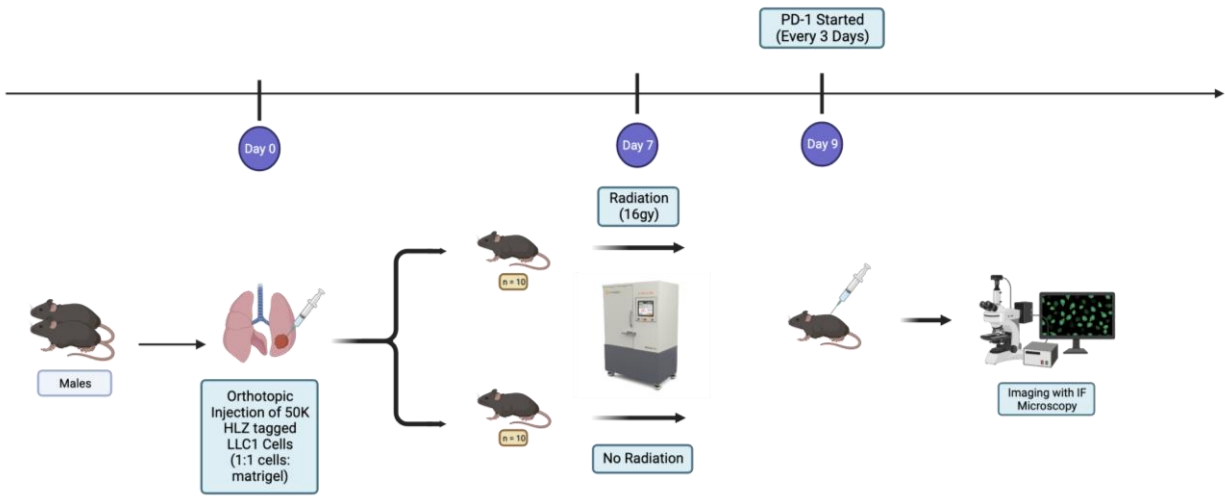 PD-1 Started
(Every 3 Days)
Day 0
Day 7
Day 9
Radiation
(16gy)
n = 10
Males
Orthotopic
Injection of 50K
HLZ tagged
LLC1 Cells
(1:1 cells:
matrigel)
n = 10
No Radiation
Imaging with IF
Microscopy